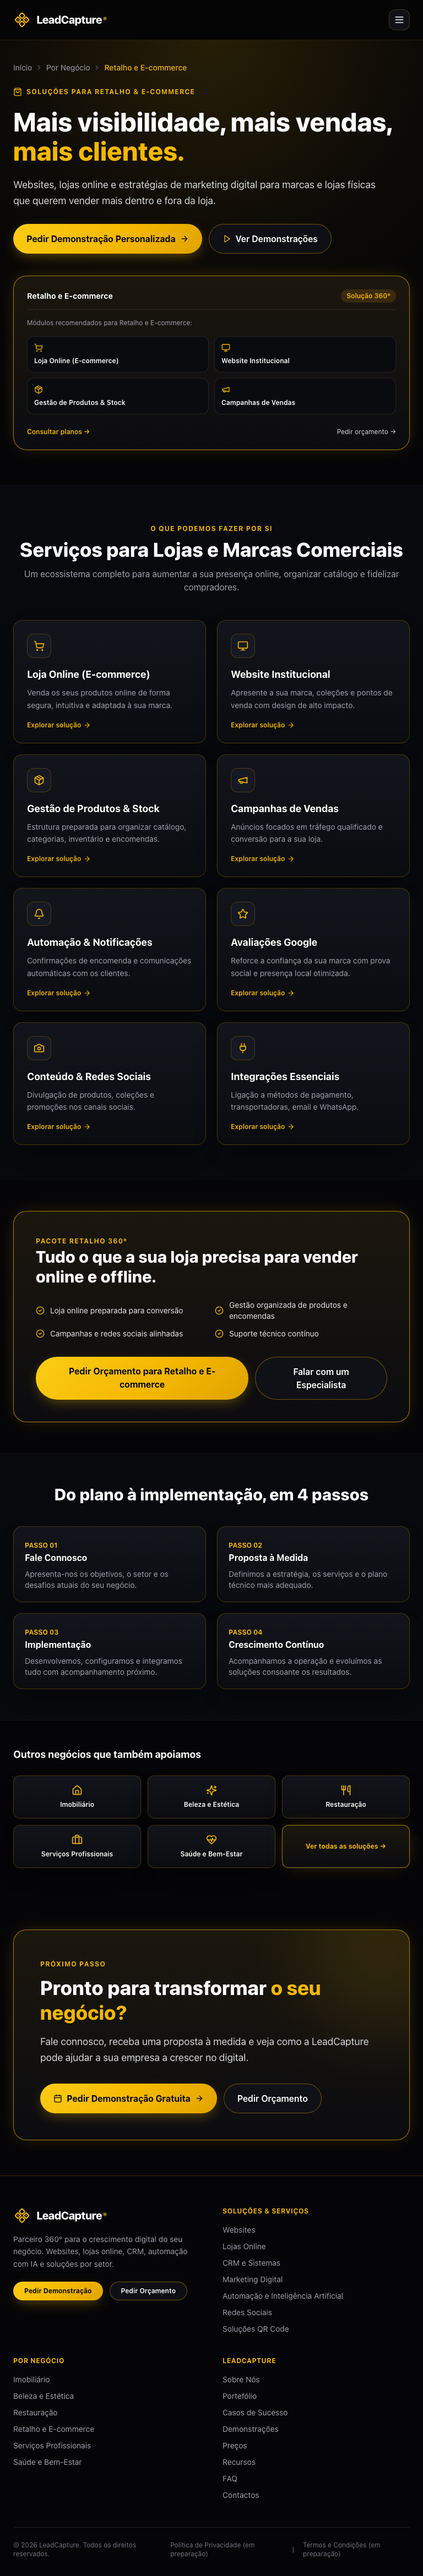 LeadCapture
Início > Por Negócio > Retalho e E-commerce
SOLUÇÕES PARA RETALHO & E-COMMERCE
Mais visibilidade, mais vendas,
mais clientes.
Websites, lojas online e estratégias de marketing digital para marcas e lojas físicas
que querem vender mais dentro e fora da loja.
Pedir Demonstração Personalizada →
Ver Demonstrações
Retalho e E-commerce
Solução 360°
Módulos recomendados para Retalho e E-commerce:
Loja Online (E-commerce)
Website Institucional
Gestão de Produtos & Stock
Campanhas de Vendas
Consultar planos →
Pedir orçamento →
O QUE PODEMOS FAZER POR SI
Serviços para Lojas e Marcas Comerciais
Um ecossistema completo para aumentar a sua presença online, organizar catálogo e fidelizar
compradores.
Loja Online (E-commerce)
Venda os seus produtos online de forma
segura, intuitiva e adaptada à sua marca.
Explorar solução →
Website Institucional
Apresente a sua marca, coleções e pontos de
venda com design de alto impacto.
Explorar solução →
Gestão de Produtos & Stock
Estrutura preparada para organizar catálogo,
categorias, inventário e encomendas.
Explorar solução →
Campanhas de Vendas
Anúncios focados em tráfego qualificado e
conversão para a sua loja.
Explorar solução →
Automação & Notificações
Confirmações de encomenda e comunicações
automáticas com os clientes.
Explorar solução →
Avaliações Google
Reforce a confiança da sua marca com prova
social e presença local otimizada.
Explorar solução →
Conteúdo & Redes Sociais
Divulgação de produtos, coleções e
promoções nos canais sociais.
Explorar solução →
Integrações Essenciais
Ligação a métodos de pagamento,
transportadoras, email e WhatsApp.
Explorar solução →
PACOTE RETALHO 360°
Tudo o que a sua loja precisa para vender
online e offline.
Loja online preparada para conversão
Gestão organizada de produtos e
encomendas
Campanhas e redes sociais alinhadas
Suporte técnico contínuo
Pedir Orçamento para Retalho e E-
commerce
Falar com um
Especialista
Do plano à implementação, em 4 passos
PASSO 01
Fale Connosco
Apresenta-nos os objetivos, o setor e os
desafios atuais do seu negócio.
PASSO 02
Proposta à Medida
Definimos a estratégia, os serviços e o plano
técnico mais adequado.
PASSO 03
Implementação
Desenvolvemos, configuramos e integramos
tudo com acompanhamento próximo.
PASSO 04
Crescimento Contínuo
Acompanhamos a operação e evoluímos as
soluções consoante os resultados.
Outros negócios que também apoiamos
Imobiliário
Beleza e Estética
Restauração
Serviços Profissionais
Saúde e Bem-Estar
Ver todas as soluções →
PRÓXIMO PASSO
Pronto para transformar o seu
negócio?
Fale connosco, receba uma proposta à medida e veja como a LeadCapture
pode ajudar a sua empresa a crescer no digital.
Pedir Demonstração Gratuita →
Pedir Orçamento
LeadCapture
Parceiro 360° para o crescimento digital do seu
negócio. Websites, lojas online, CRM, automação
com IA e soluções por setor.
Pedir Demonstração
Pedir Orçamento
SOLUÇÕES & SERVIÇOS
Websites
Lojas Online
CRM e Sistemas
Marketing Digital
Automação e Inteligência Artificial
Redes Sociais
Soluções QR Code
POR NEGÓCIO
Imobiliário
Beleza e Estética
Restauração
Retalho e E-commerce
Serviços Profissionais
Saúde e Bem-Estar
LEADCAPTURE
Sobre Nós
Portefólio
Casos de Sucesso
Demonstrações
Preços
Recursos
FAQ
Contactos
© 2026 LeadCapture. Todos os direitos
reservados.
Política de Privacidade (em
preparação)
|
Termos e Condições (em
preparação)